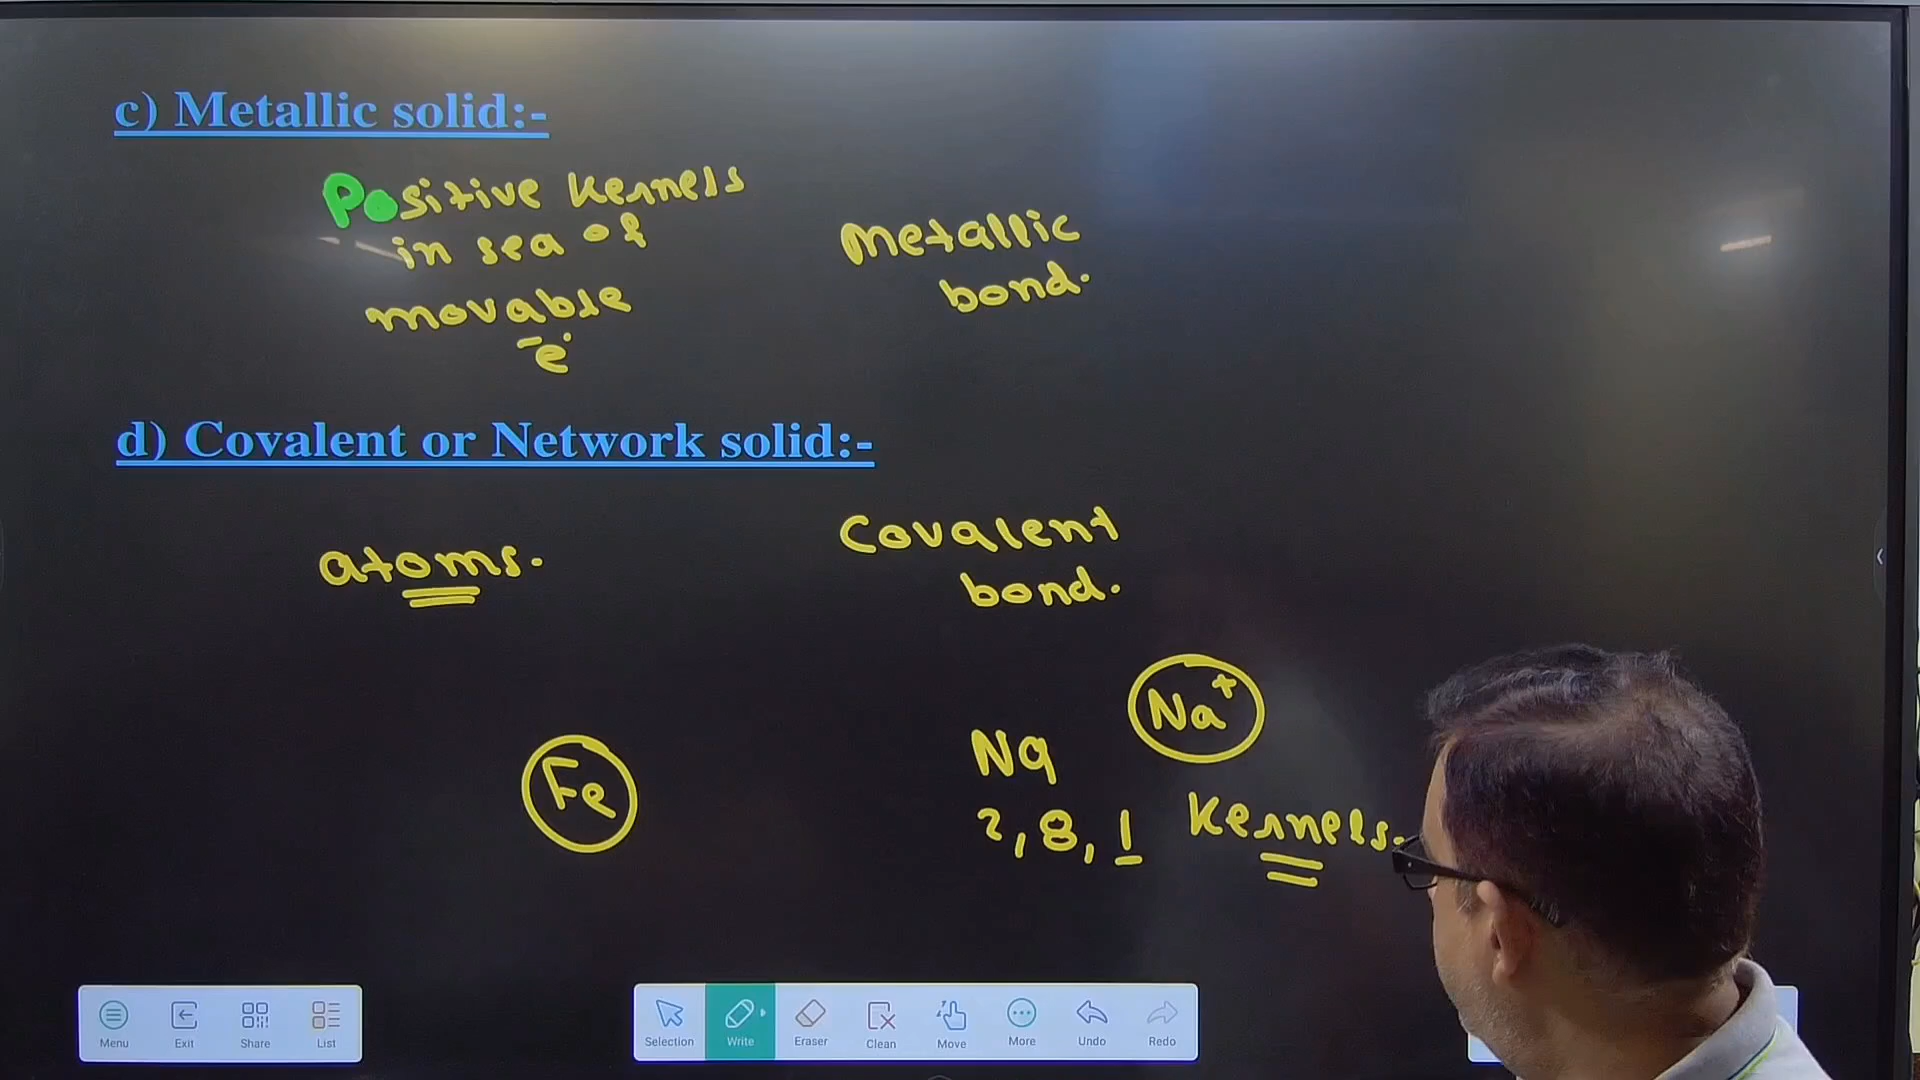 c) Metallic solid:-
Positive Kernels
in sea of
movable
e⁻
Metallic
bond.
d) Covalent or Network solid:-
atoms.
Covalent
bond.
Fe
Na⁺
Na
2, 8, 1
Kernels.
Menu
Exit
Share
List
Selection
Write
Eraser
Clean
Move
More
Undo
Redo